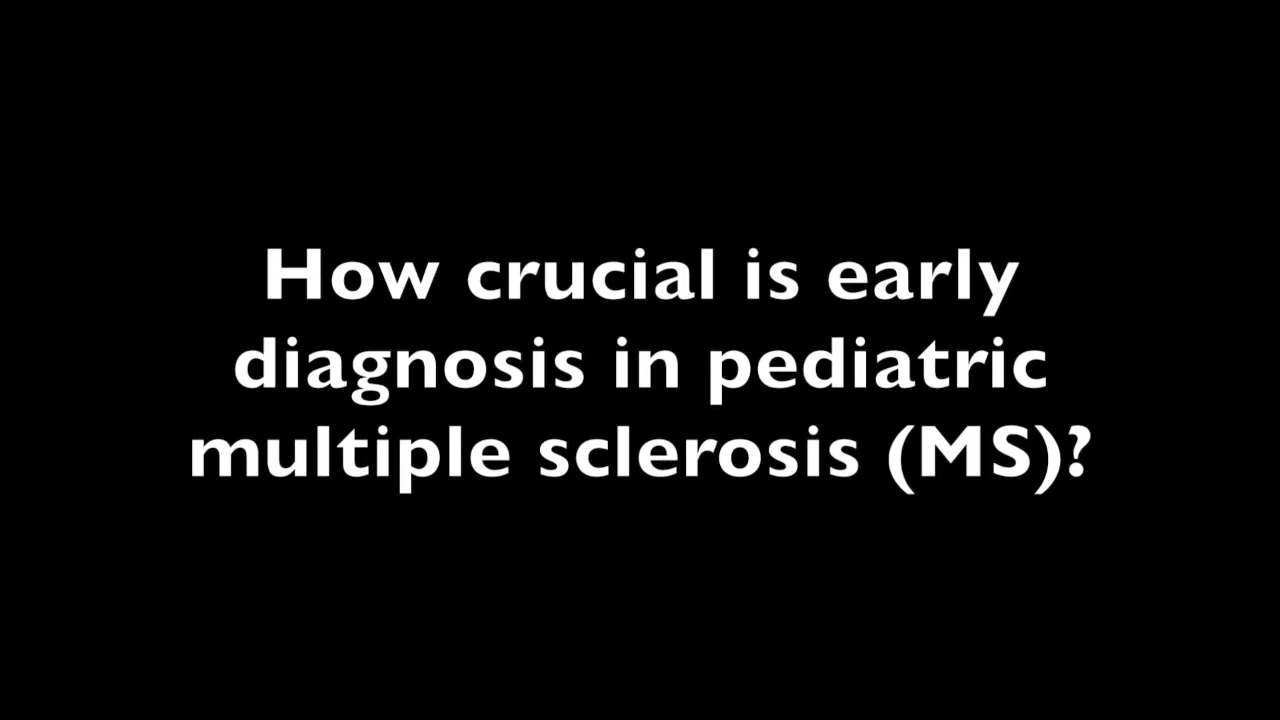 How crucial is early
diagnosis in pediatric
multiple sclerosis (MS)?